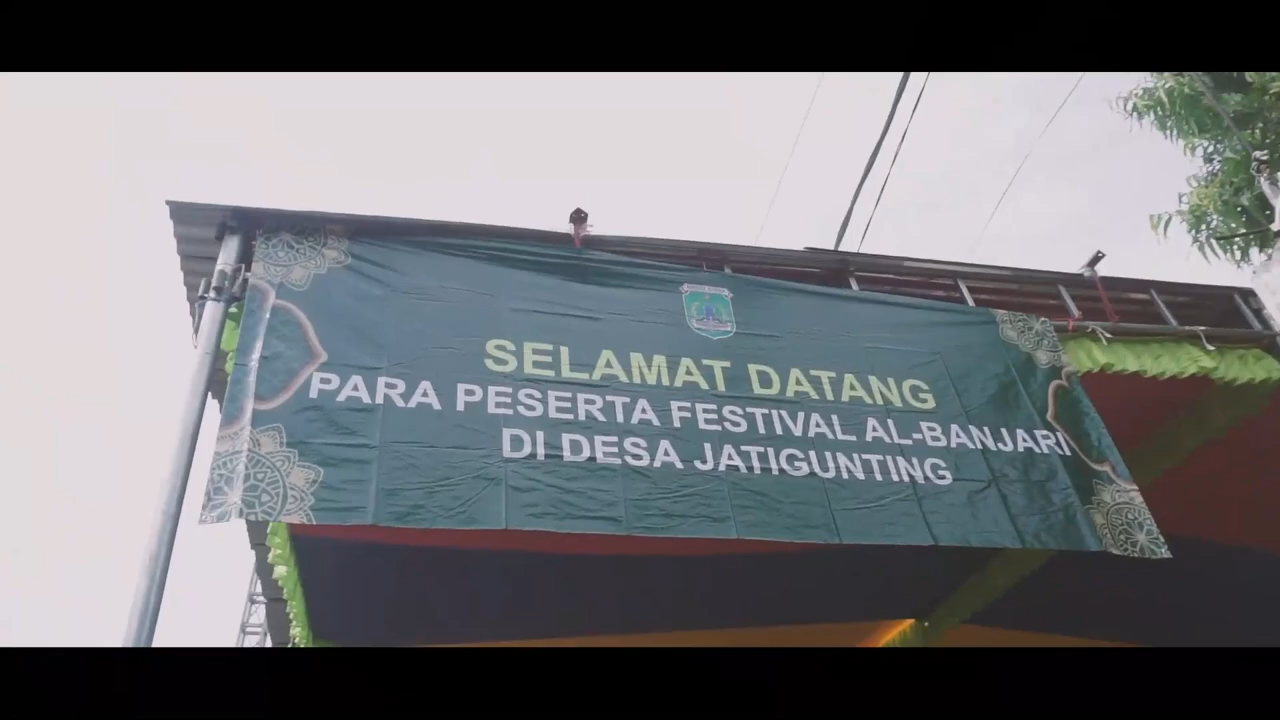 SELAMAT DATANG
PARA PESERTA FESTIVAL AL-BANJARI
DI DESA JATIGUNTING